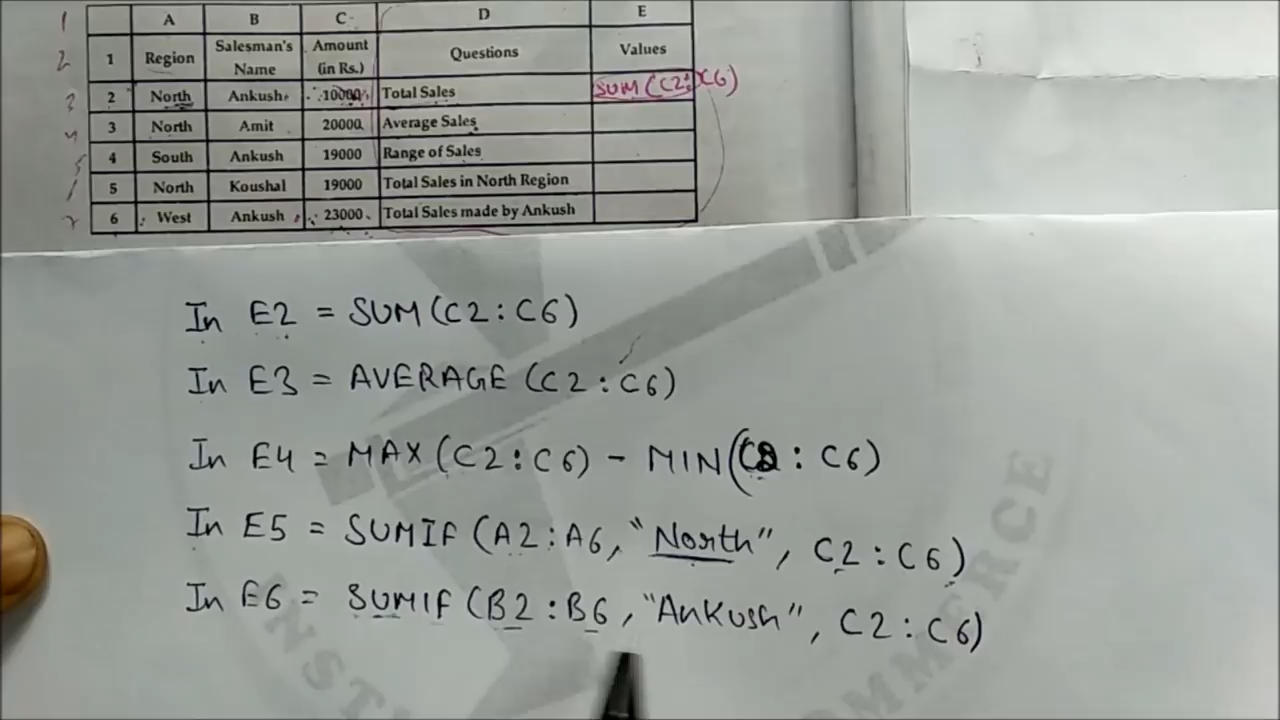 A B C D E
1 Region Salesman's Name Amount (in Rs.) Questions Values
2 North Ankush 10000 Total Sales SUM (C2:C6)
3 North Amit 20000 Average Sales
4 South Ankush 19000 Range of Sales
5 North Koushal 19000 Total Sales in North Region
6 West Ankush 23000 Total Sales made by Ankush
In E2 = SUM(C2:C6)
In E3 = AVERAGE (C2:C6)
In E4 = MAX(C2:C6) - MIN(C2:C6)
In E5 = SUMIF (A2:A6, "North", C2:C6)
In E6 = SUMIF (B2:B6, "Ankush", C2:C6)